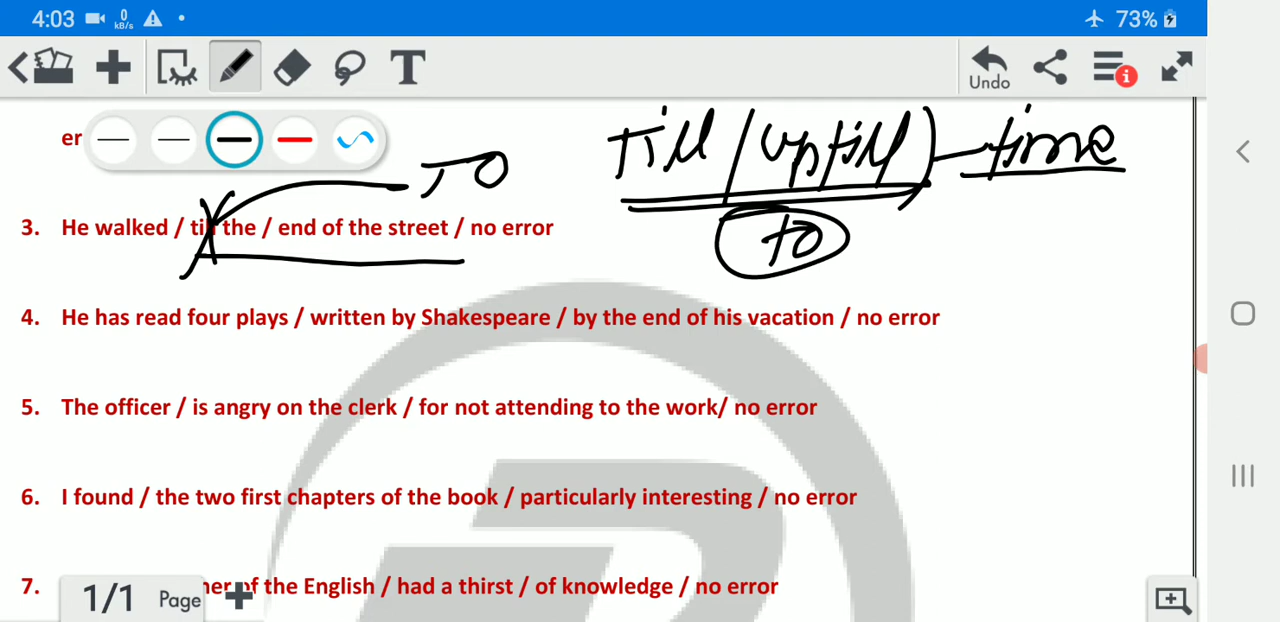 4:03 0 kB/s 73%
T Undo i
er
Till / (uptill) - time
TO
to
3. He walked / till the / end of the street / no error
4. He has read four plays / written by Shakespeare / by the end of his vacation / no error
5. The officer / is angry on the clerk / for not attending to the work/ no error
6. I found / the two first chapters of the book / particularly interesting / no error
7. of the English / had a thirst / of knowledge / no error
1/1 Page